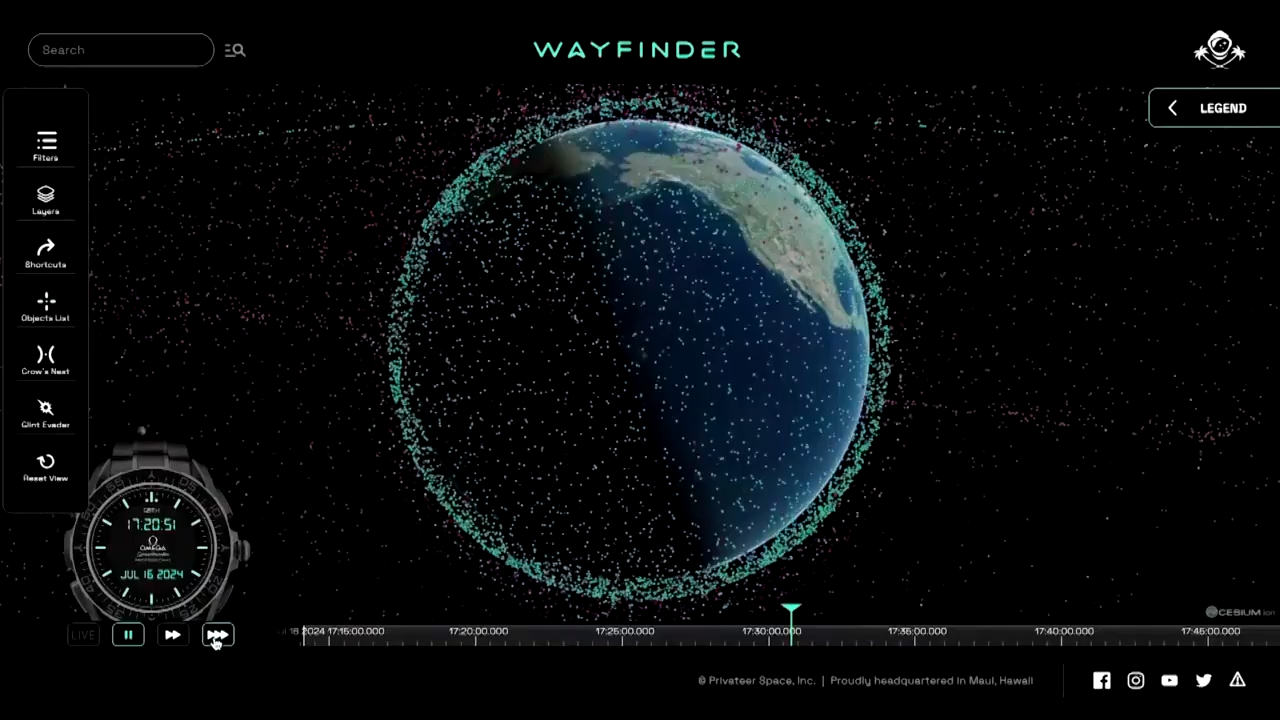 Search
WAYFINDER
LEGEND
Filters
Layers
Shortcuts
Objects List
Crow's Nest
Glint Evader
Reset View
17:20:51
OMEGA
JUL 16 2024
LIVE
2024 17:15:00.000
17:20:00.000
17:25:00.000
17:30:00.000
17:35:00.000
17:40:00.000
17:45:00.000
CESIUM ion
© Privateer Space, Inc. | Proudly headquartered in Maui, Hawaii